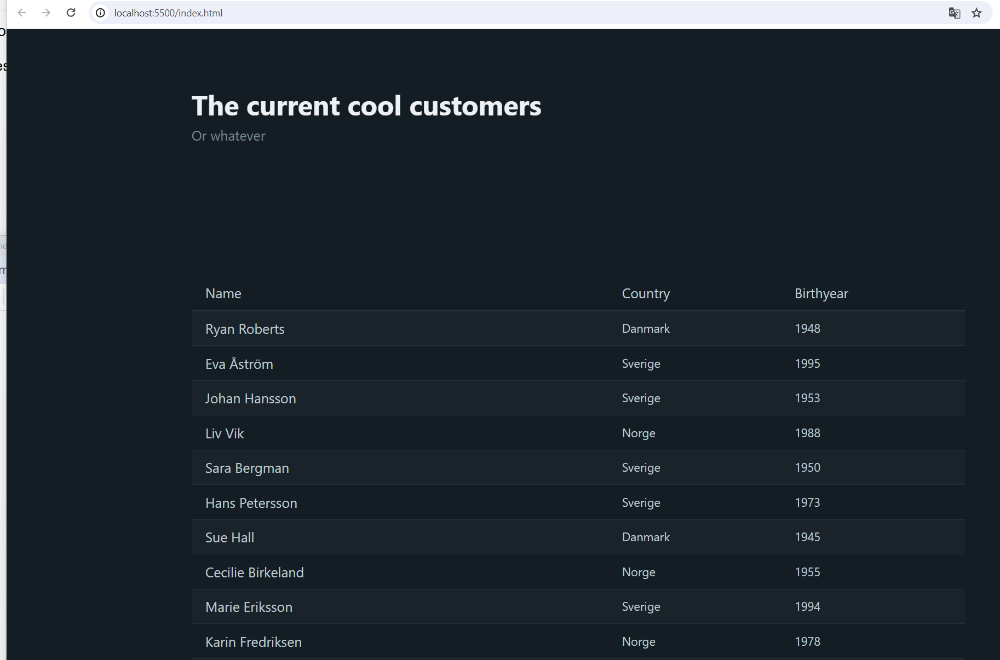 localhost:5500/index.html
The current cool customers
Or whatever
Name Country Birthyear
Ryan Roberts Danmark 1948
Eva Åström Sverige 1995
Johan Hansson Sverige 1953
Liv Vik Norge 1988
Sara Bergman Sverige 1950
Hans Petersson Sverige 1973
Sue Hall Danmark 1945
Cecilie Birkeland Norge 1955
Marie Eriksson Sverige 1994
Karin Fredriksen Norge 1978